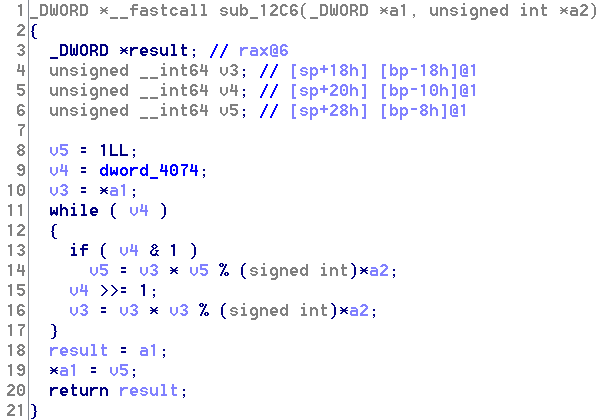 1 _DWORD *__fastcall sub_12C6(_DWORD *a1, unsigned int *a2)
2 {
3 _DWORD *result; // rax@6
4 unsigned __int64 v3; // [sp+18h] [bp-18h]@1
5 unsigned __int64 v4; // [sp+20h] [bp-10h]@1
6 unsigned __int64 v5; // [sp+28h] [bp-8h]@1
7
8 v5 = 1LL;
9 v4 = dword_4074;
10 v3 = *a1;
11 while ( v4 )
12 {
13 if ( v4 & 1 )
14 v5 = v3 * v5 % (signed int)*a2;
15 v4 >>= 1;
16 v3 = v3 * v3 % (signed int)*a2;
17 }
18 result = a1;
19 *a1 = v5;
20 return result;
21 }